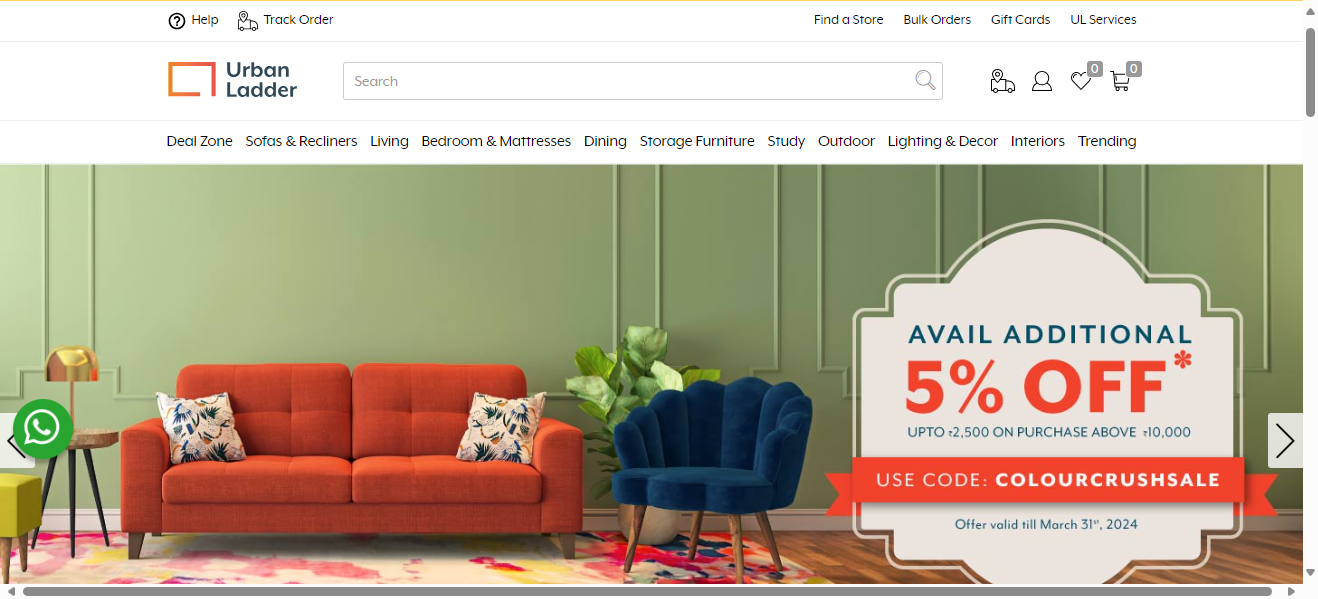 Help Track Order Find a Store Bulk Orders Gift Cards UL Services
Urban
Ladder
Search
0 0
Deal Zone Sofas & Recliners Living Bedroom & Mattresses Dining Storage Furniture Study Outdoor Lighting & Decor Interiors Trending
AVAIL ADDITIONAL
5% OFF*
UPTO ₹2,500 ON PURCHASE ABOVE ₹10,000
USE CODE: COLOURCRUSHSALE
Offer valid till March 31st, 2024